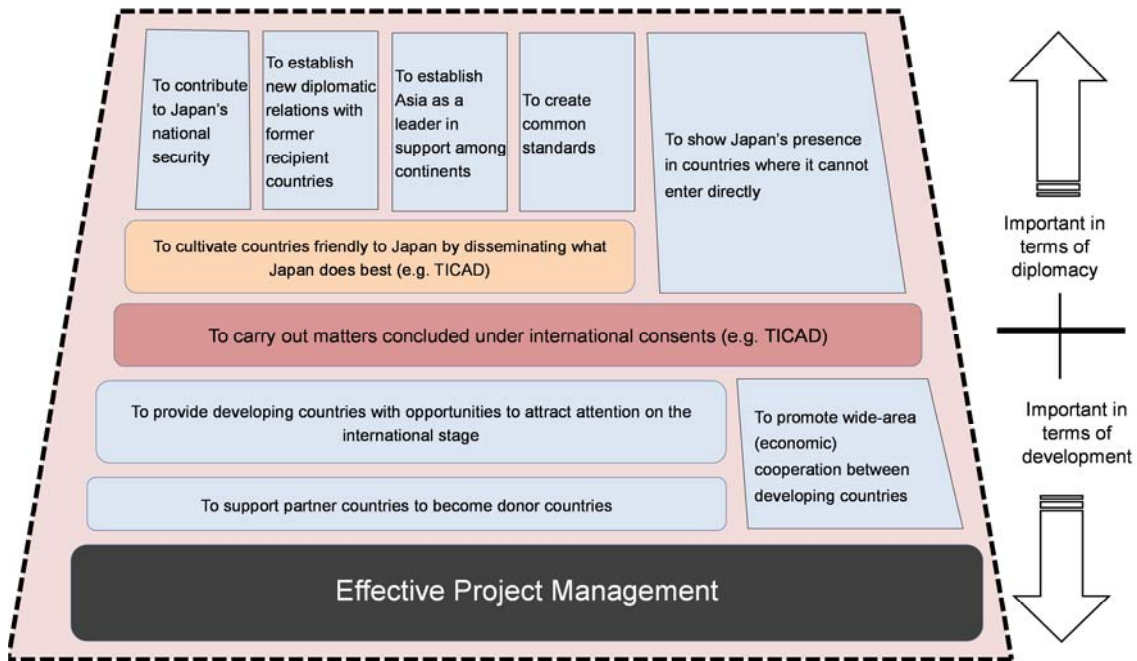 To contribute
to Japan's
national
security
To establish
new diplomatic
relations with
former
recipient
countries
To establish
Asia as a
leader in
support among
continents
To create
common
standards
To show Japan's presence
in countries where it cannot
enter directly
To cultivate countries friendly to Japan by disseminating what
Japan does best (e.g. TICAD)
To carry out matters concluded under international consents (e.g. TICAD)
To provide developing countries with opportunities to attract attention on the
international stage
To promote wide-area
(economic)
cooperation between
developing countries
To support partner countries to become donor countries
Effective Project Management
Important in
terms of
diplomacy
Important in
terms of
development